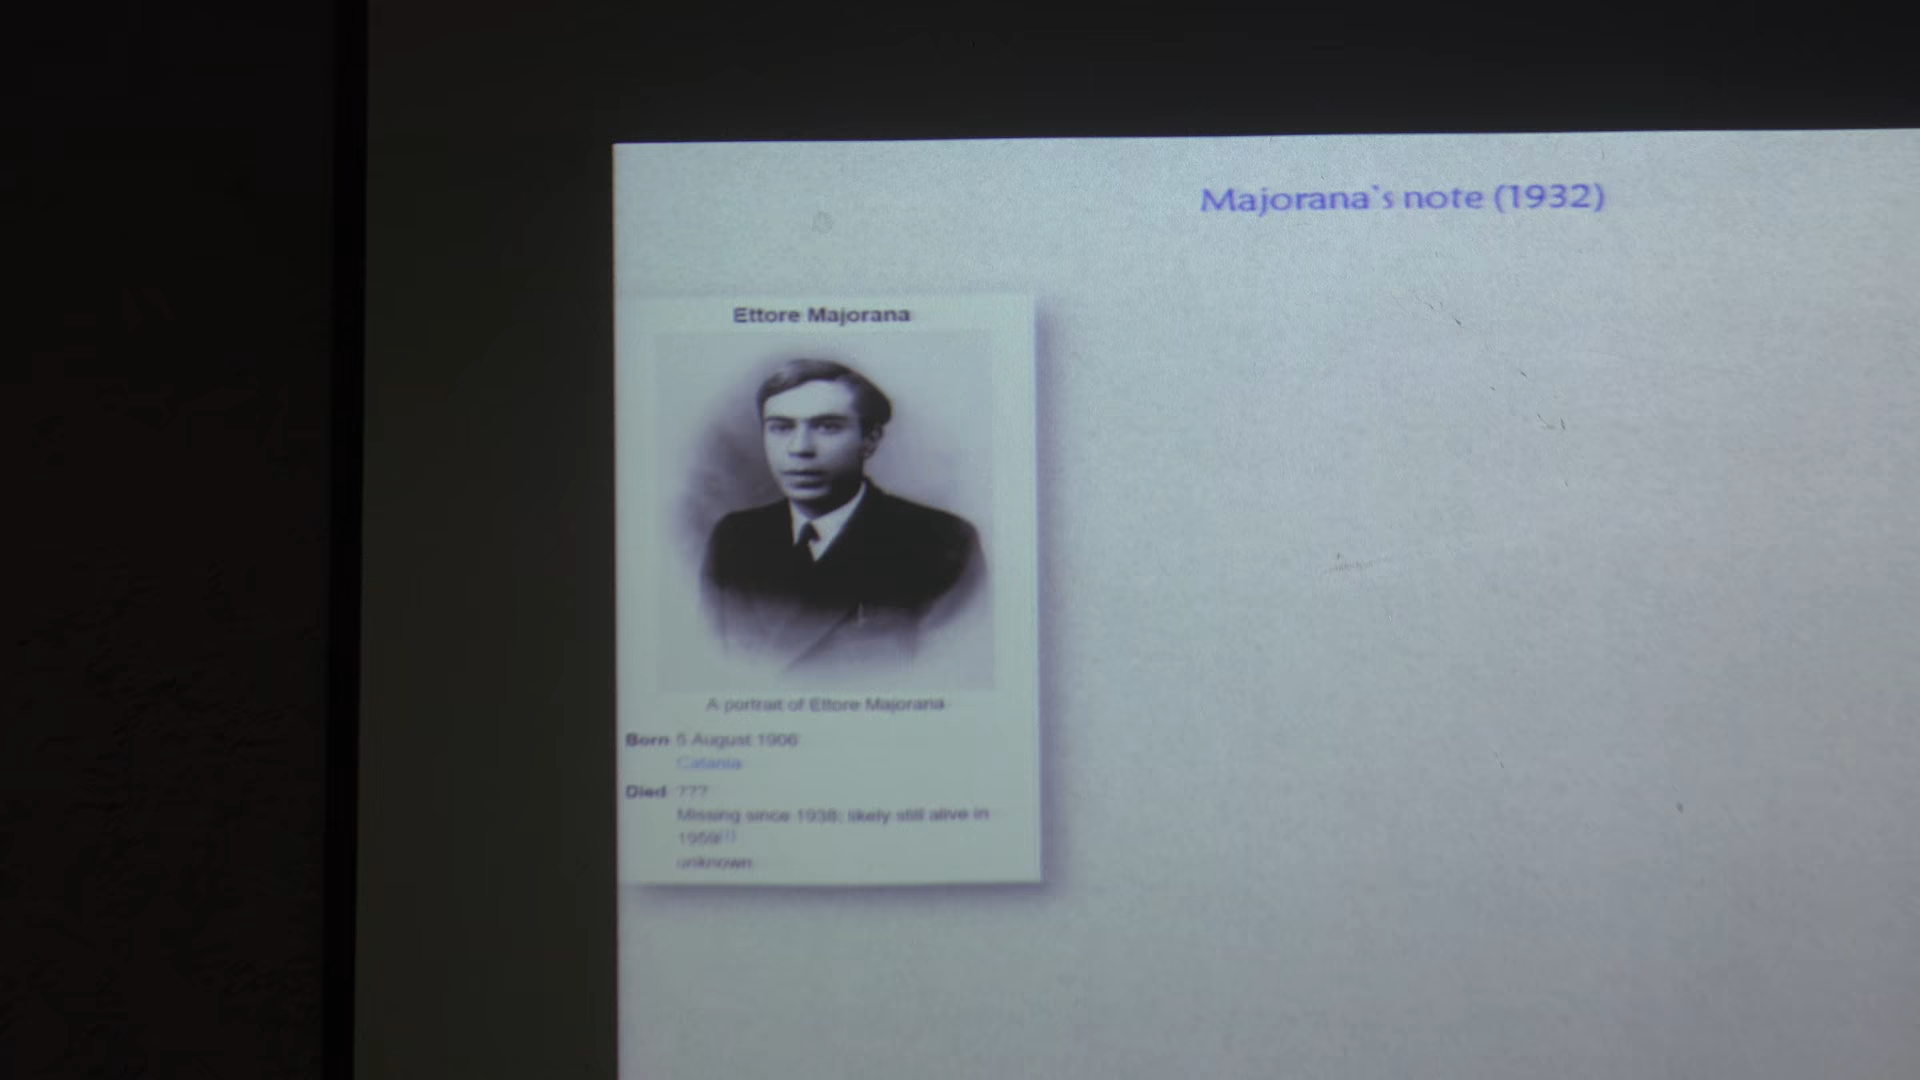 Majorana`s note (1932)
Ettore Majorana
A portrait of Ettore Majorana
Born 5 August 1906
Catania
Died ???
Missing since 1938; likely still alive in
1959[1]
unknown